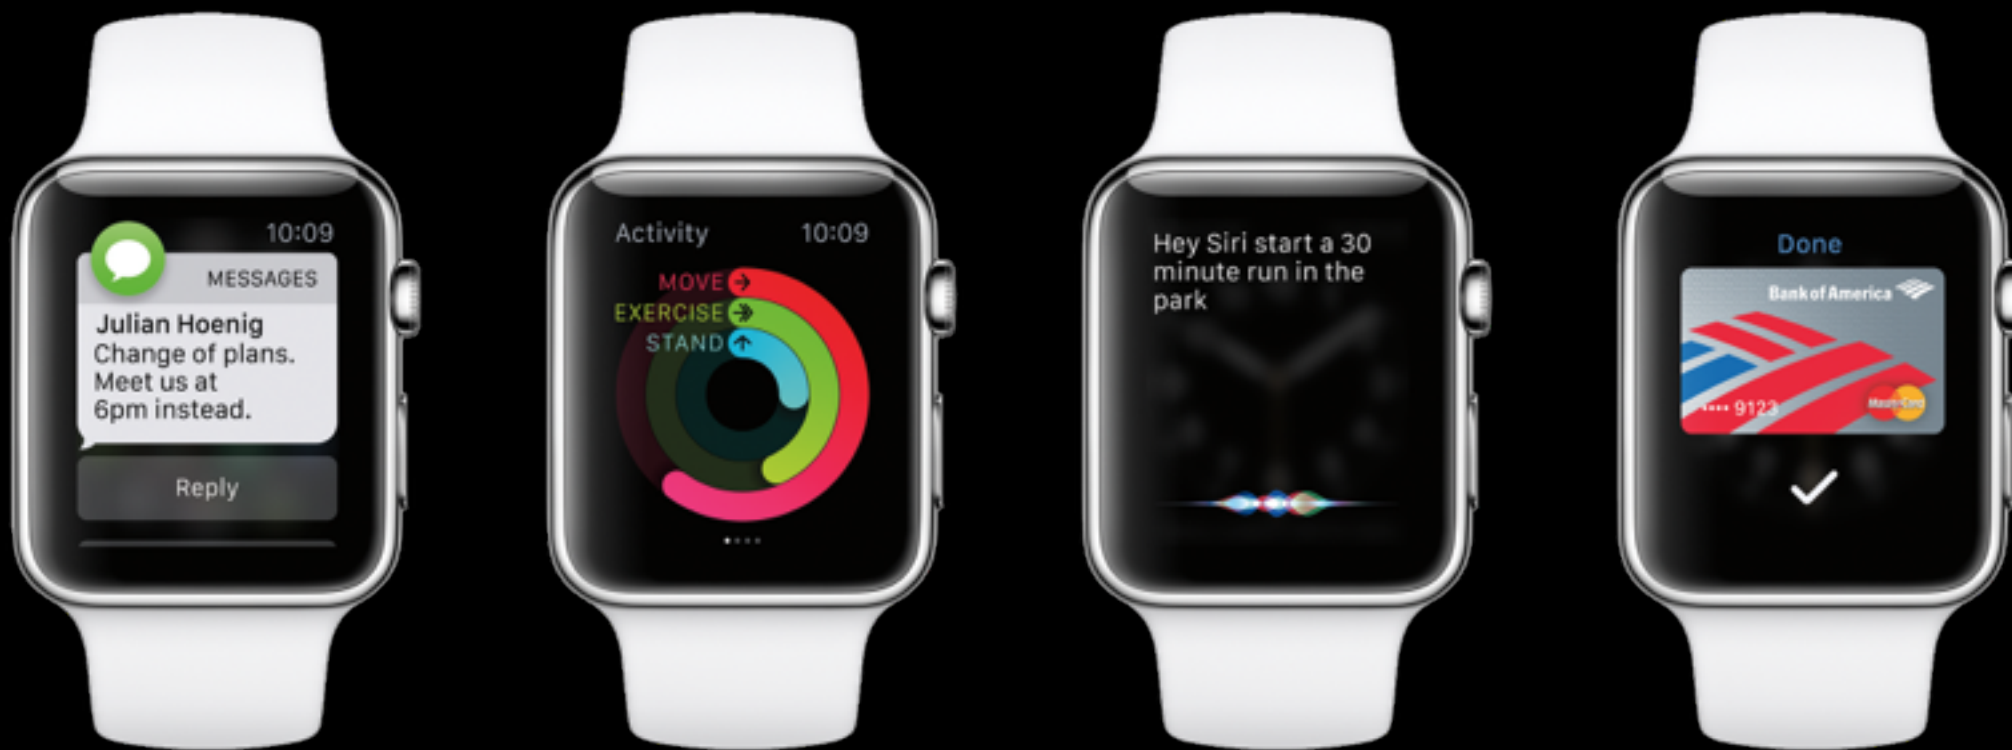 10:09
MESSAGES
Julian Hoenig
Change of plans.
Meet us at
6pm instead.
Reply
Activity 10:09
MOVE
EXERCISE
STAND
Hey Siri start a 30
minute run in the
park
Done
Bank of America
•••• 9123
MasterCard